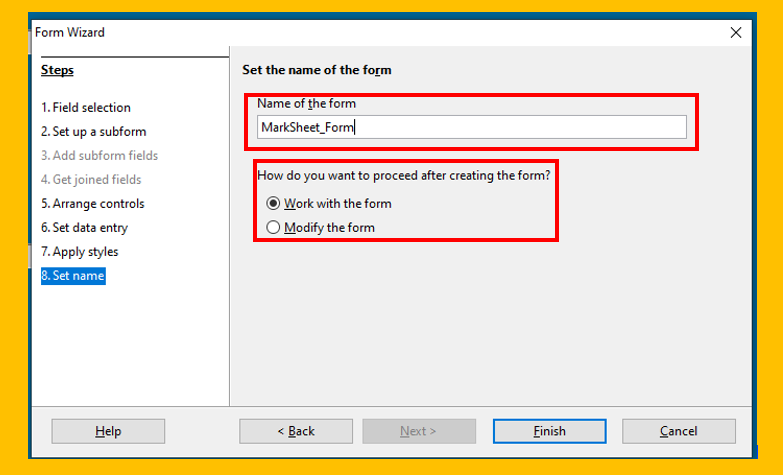 Form Wizard
Steps
1. Field selection
2. Set up a subform
3. Add subform fields
4. Get joined fields
5. Arrange controls
6. Set data entry
7. Apply styles
8. Set name
Set the name of the form
Name of the form
MarkSheet_Form
How do you want to proceed after creating the form?
Work with the form
Modify the form
Help
< Back
Next >
Finish
Cancel